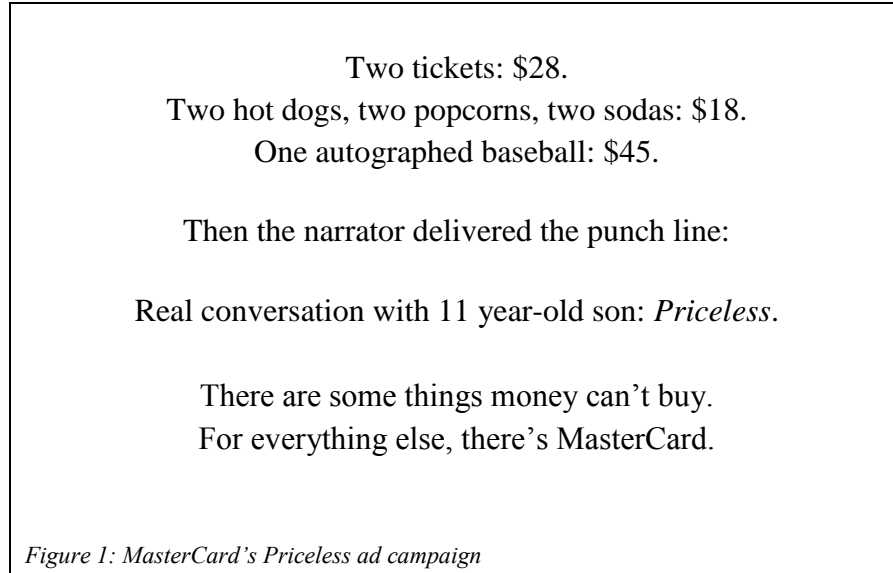 Two tickets: $28.
Two hot dogs, two popcorns, two sodas: $18.
One autographed baseball: $45.
Then the narrator delivered the punch line:
Real conversation with 11 year-old son: Priceless.
There are some things money can’t buy.
For everything else, there’s MasterCard.
Figure 1: MasterCard’s Priceless ad campaign